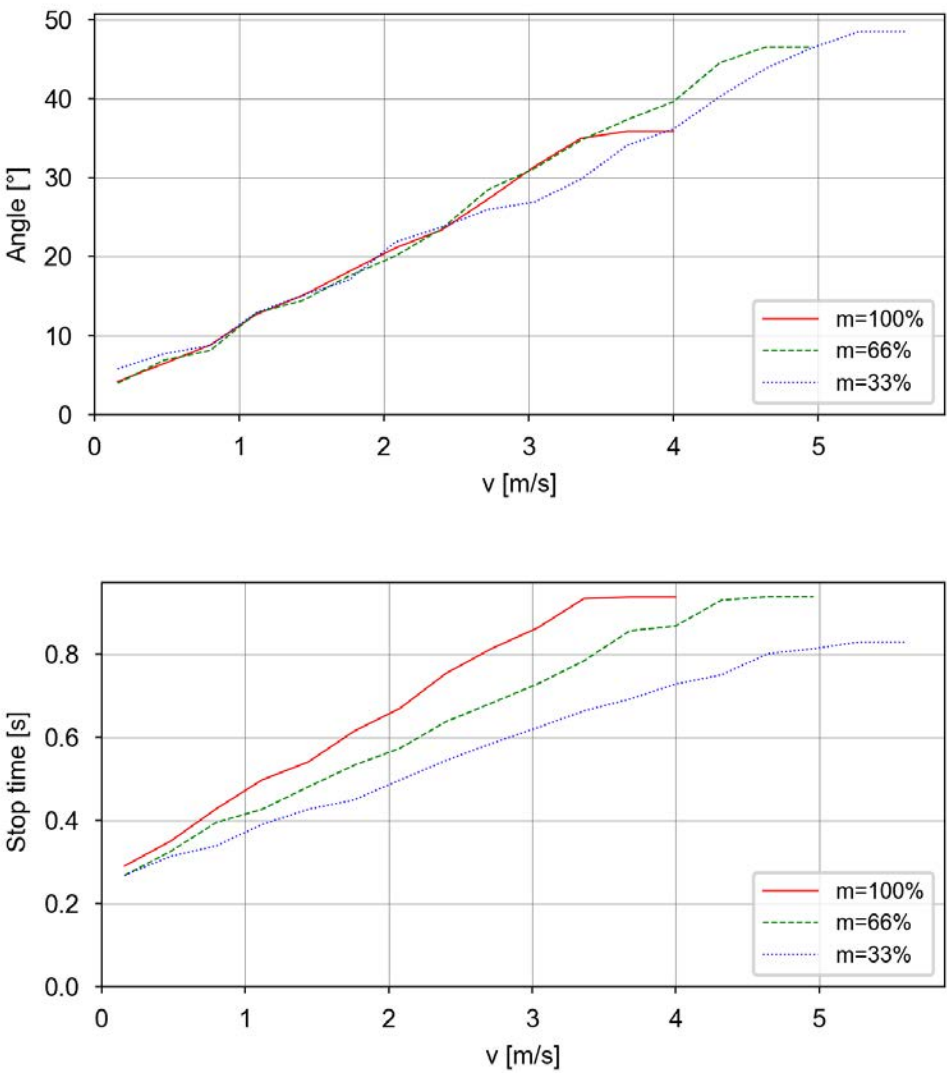 50
40
30
20
10
0
Angle [°]
m=100%
m=66%
m=33%
0 1 2 3 4 5
v [m/s]
0.8
0.6
0.4
0.2
0.0
Stop time [s]
m=100%
m=66%
m=33%
0 1 2 3 4 5
v [m/s]